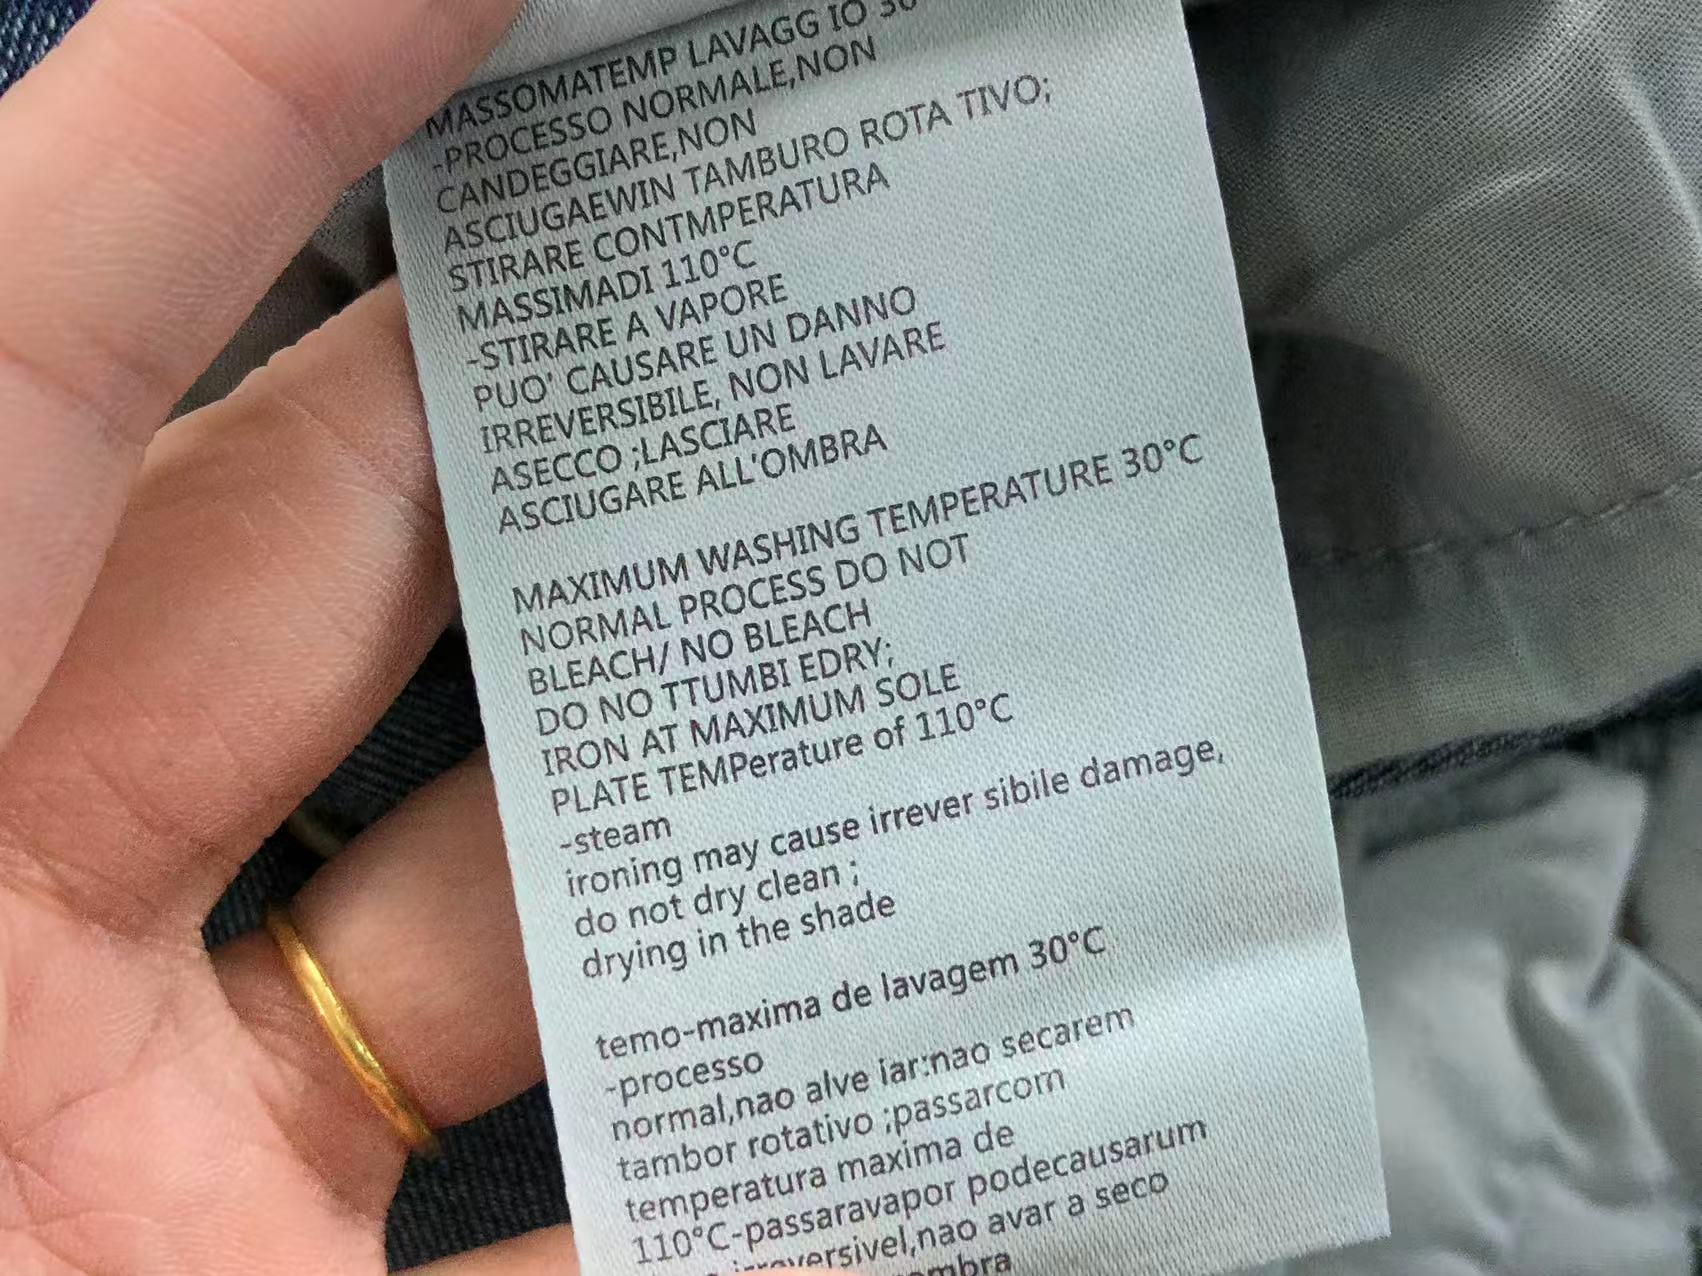 MASSOMATEMP LAVAGG IO 30
-PROCESSO NORMALE,NON
CANDEGGIARE,NON
ASCIUGAEWIN TAMBURO ROTA TIVO;
STIRARE CONTMPERATURA
MASSIMADI 110°C
-STIRARE A VAPORE
PUO' CAUSARE UN DANNO
IRREVERSIBILE, NON LAVARE
ASECCO ;LASCIARE
ASCIUGARE ALL'OMBRA
MAXIMUM WASHING TEMPERATURE 30°C
NORMAL PROCESS DO NOT
BLEACH/ NO BLEACH
DO NO TTUMBI EDRY;
IRON AT MAXIMUM SOLE
PLATE TEMPerature of 110°C
-steam
ironing may cause irrever sibile damage,
do not dry clean ;
drying in the shade
temo-maxima de lavagem 30°C
-processo
normal,nao alve iar:nao secarem
tambor rotativo ;passarcom
temperatura maxima de
110°C-passaravapor podecausarum
irreversivel,nao avar a seco